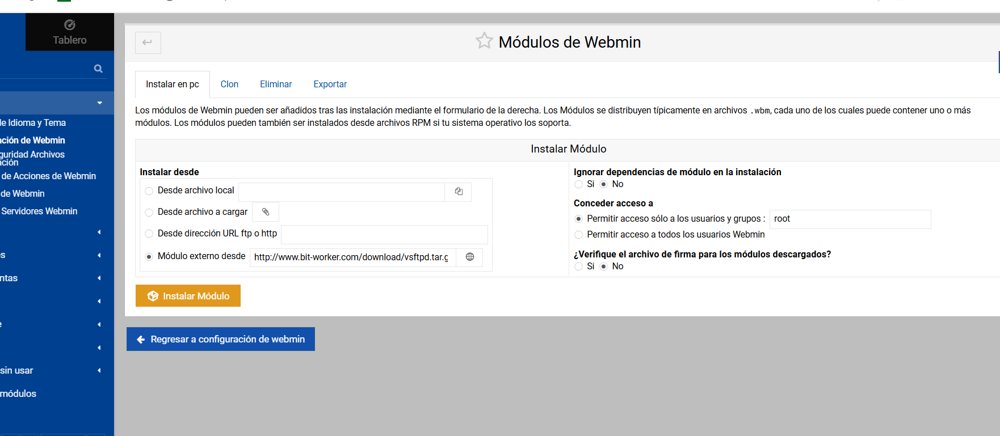 Tablero
Módulos de Webmin
Instalar en pc
Clon
Eliminar
Exportar
Los módulos de Webmin pueden ser añadidos tras las instalación mediante el formulario de la derecha. Los Módulos se distribuyen típicamente en archivos .wbm, cada uno de los cuales puede contener uno o más
módulos. Los módulos pueden también ser instalados desde archivos RPM si tu sistema operativo los soporta.
de Idioma y Tema
ación de Webmin
guridad Archivos
ación
de Acciones de Webmin
de Webmin
Servidores Webmin
s
ntas
e
sin usar
módulos
Instalar Módulo
Instalar desde
Desde archivo local
Desde archivo a cargar
Desde dirección URL ftp o http
Módulo externo desde http://www.bit-worker.com/download/vsftpd.tar.g
Ignorar dependencias de módulo en la instalación
Si No
Conceder acceso a
Permitir acceso sólo a los usuarios y grupos : root
Permitir acceso a todos los usuarios Webmin
¿Verifique el archivo de firma para los módulos descargados?
Si No
Instalar Módulo
Regresar a configuración de webmin